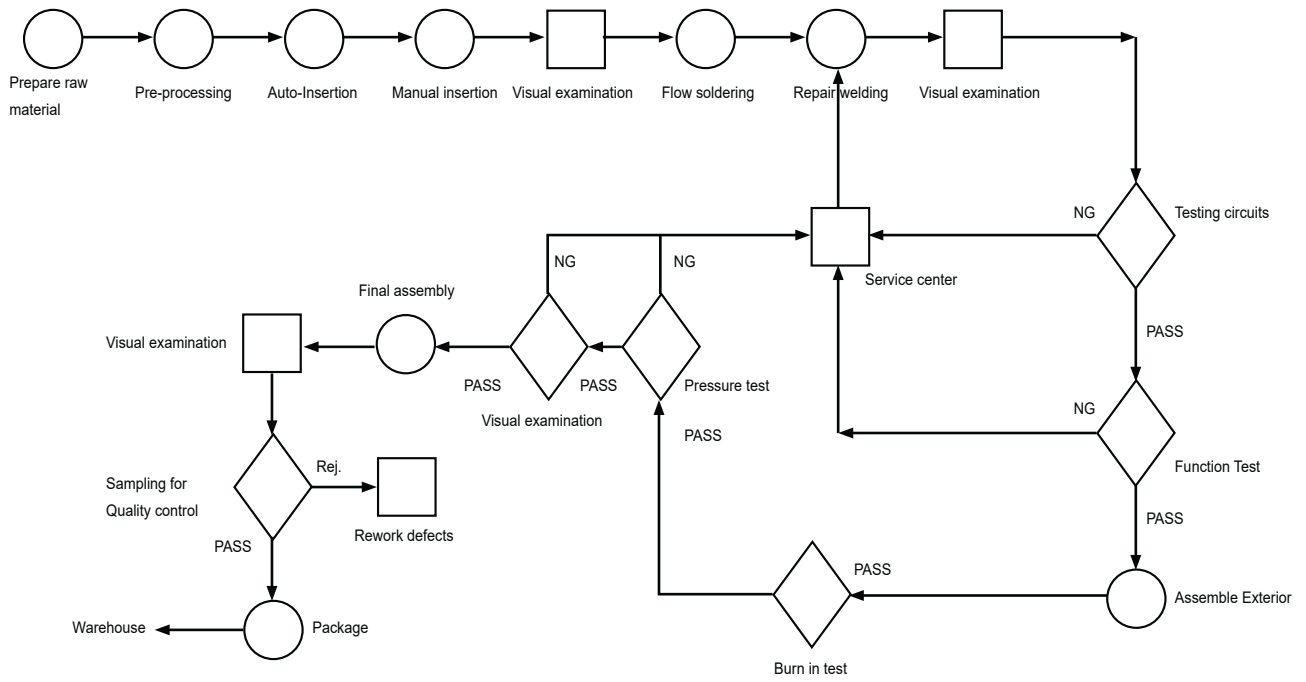 Prepare raw
material
Pre-processing
Auto-Insertion
Manual insertion
Visual examination
Flow soldering
Repair welding
Visual examination
NG
Testing circuits
Service center
PASS
NG
NG
Final assembly
Visual examination
PASS
PASS
Pressure test
Visual examination
PASS
NG
Function Test
PASS
Sampling for
Quality control
Rej.
Rework defects
PASS
PASS
Assemble Exterior
Burn in test
Warehouse
Package